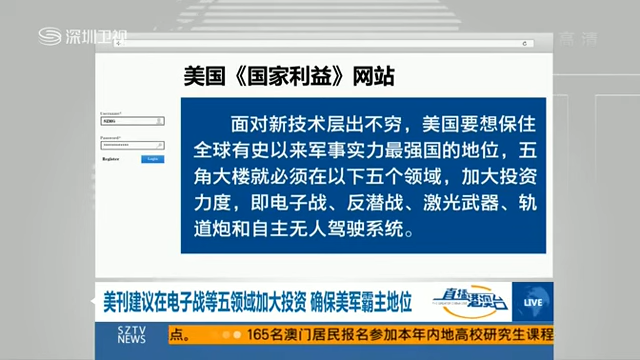 深圳卫视
高清
美国《国家利益》网站
Username*
SZMG
Password*
Register
Login
面对新技术层出不穷，美国要想保住
全球有史以来军事实力最强国的地位，五
角大楼就必须在以下五个领域，加大投资
力度，即电子战、反潜战、激光武器、轨
道炮和自主无人驾驶系统。
美刊建议在电子战等五领域加大投资 确保美军霸主地位
直播港澳台
LIVE
SZTV
NEWS
点。
165名澳门居民报名参加本年内地高校研究生课程